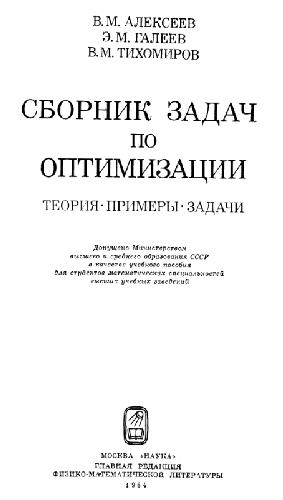 В. М. АЛЕКСЕЕВ
Э. М. ГАЛЕЕВ
В. М. ТИХОМИРОВ
СБОРНИК ЗАДАЧ
ПО
ОПТИМИЗАЦИИ
ТЕОРИЯ · ПРИМЕРЫ · ЗАДАЧИ
Допущено Министерством
высшего и среднего образования СССР
в качестве учебного пособия
для студентов математических специальностей
высших учебных заведений
МОСКВА «НАУКА»
ГЛАВНАЯ РЕДАКЦИЯ
ФИЗИКО-МАТЕМАТИЧЕСКОЙ ЛИТЕРАТУРЫ
1984